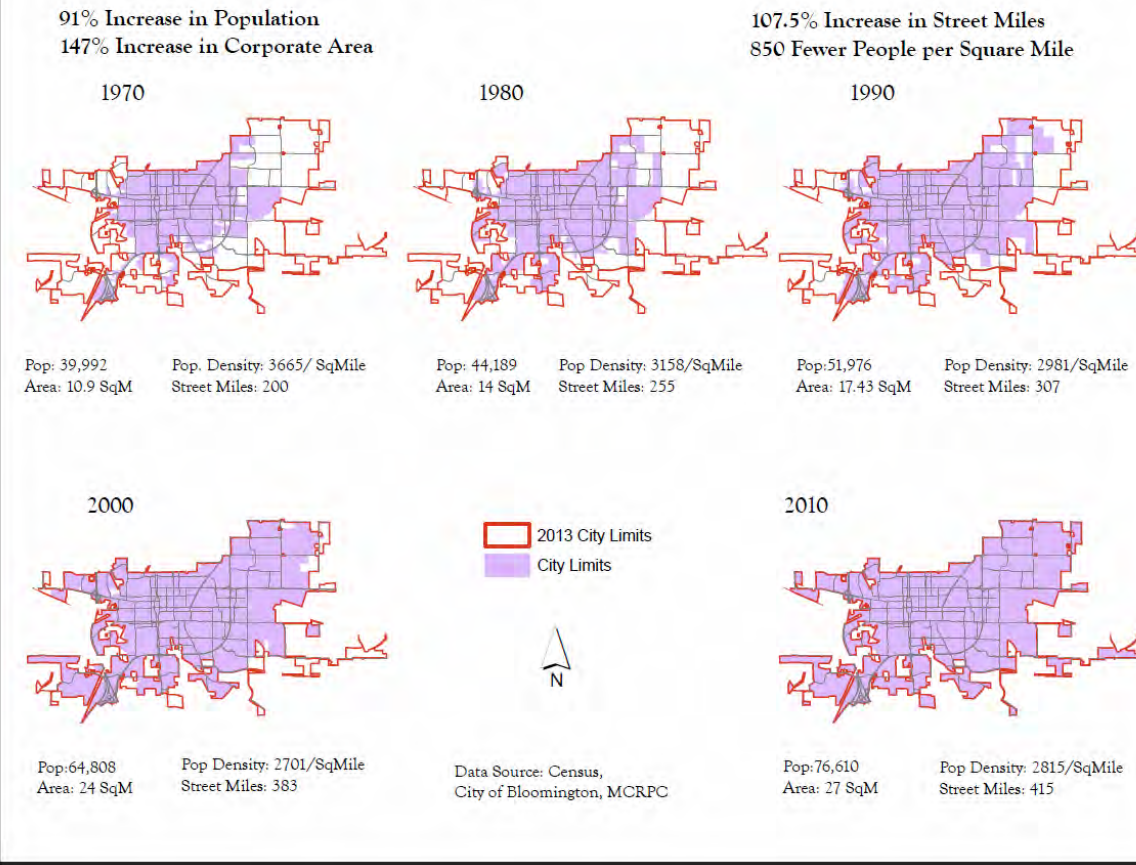 91% Increase in Population
147% Increase in Corporate Area
107.5% Increase in Street Miles
850 Fewer People per Square Mile
1970
1980
1990
Pop: 39,992
Area: 10.9 SqM
Pop. Density: 3665/ SqMile
Street Miles: 200
Pop: 44,189
Area: 14 SqM
Pop Density: 3158/SqMile
Street Miles: 255
Pop:51,976
Area: 17.43 SqM
Pop Density: 2981/SqMile
Street Miles: 307
2000
2013 City Limits
City Limits
N
2010
Pop:64,808
Area: 24 SqM
Pop Density: 2701/SqMile
Street Miles: 383
Data Source: Census,
City of Bloomington, MCRPC
Pop:76,610
Area: 27 SqM
Pop Density: 2815/SqMile
Street Miles: 415